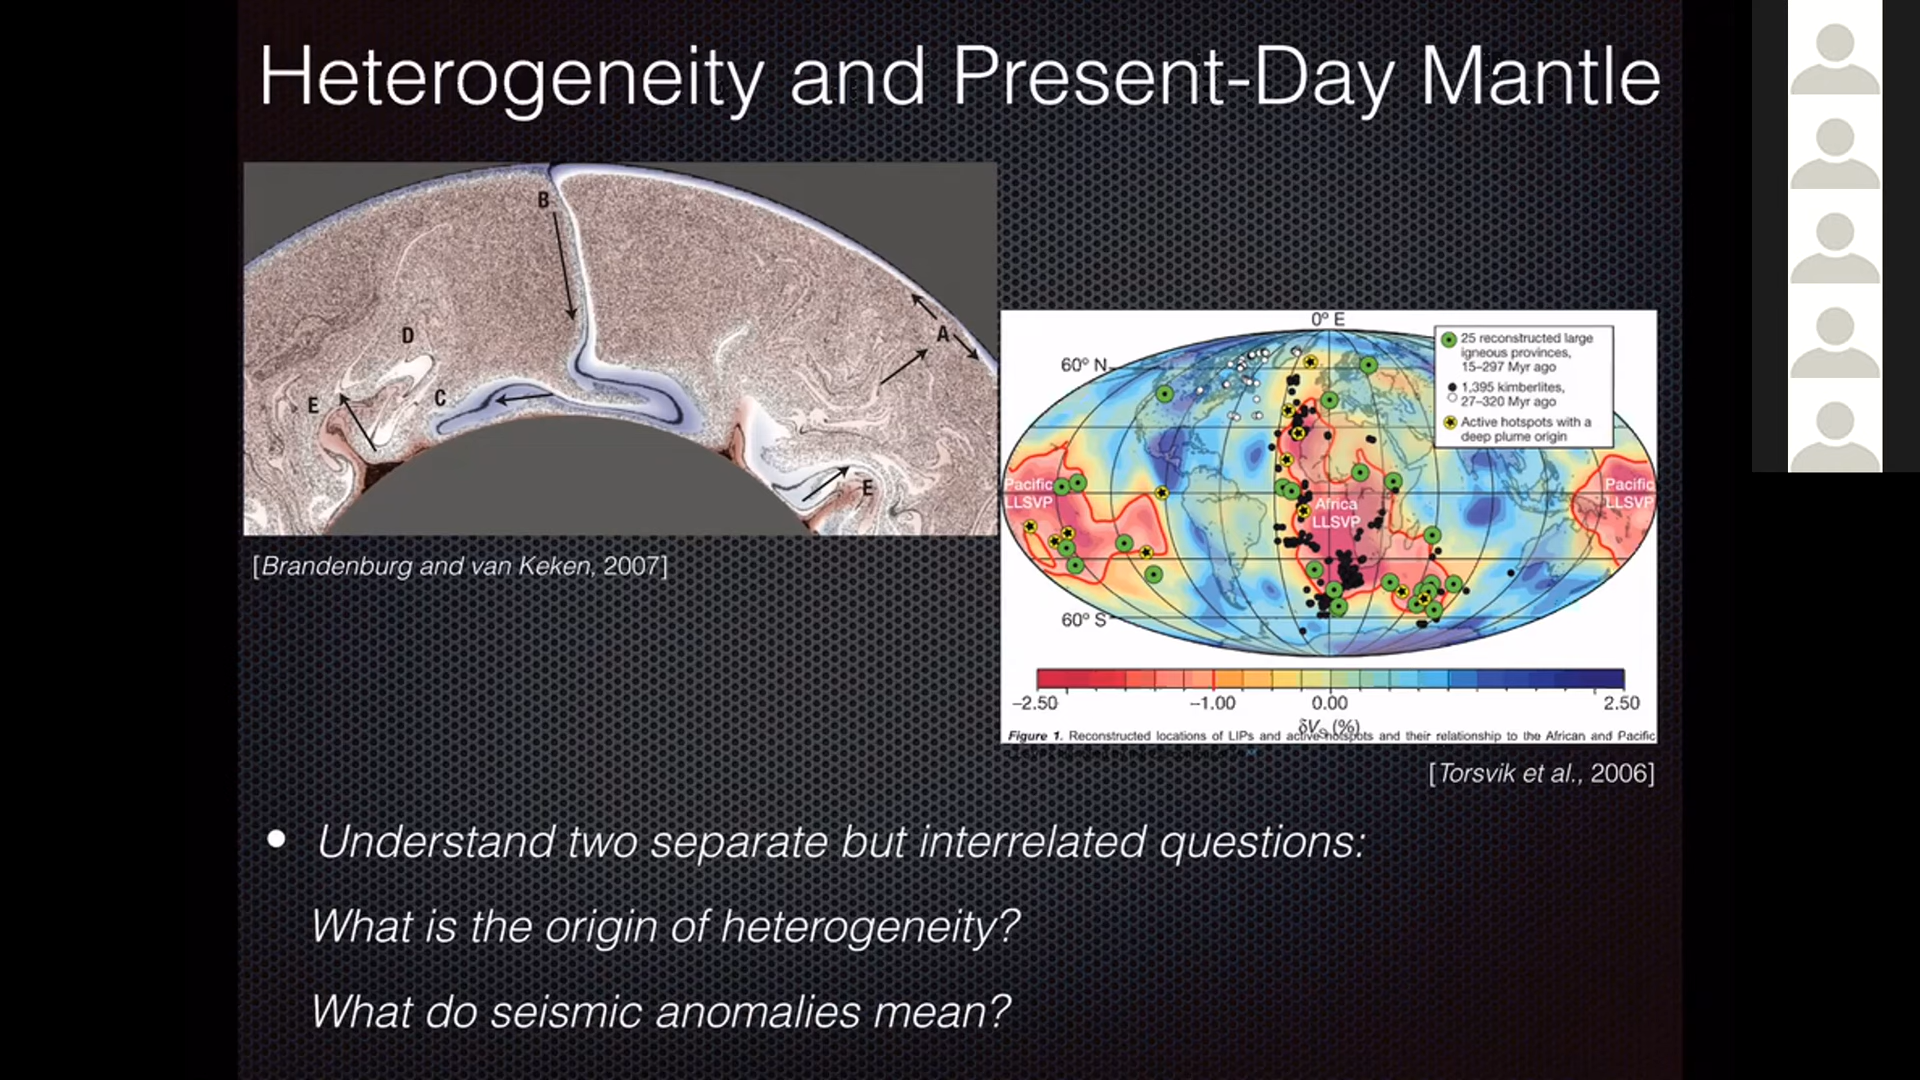 Heterogeneity and Present-Day Mantle
B
A
D
C
E
E
[Brandenburg and van Keken, 2007]
0° E
60° N
25 reconstructed large
igneous provinces,
15–297 Myr ago
1,395 kimberlites,
27–320 Myr ago
Active hotspots with a
deep plume origin
Pacific
LLSVP
Africa
LLSVP
Pacific
LLSVP
60° S
−2.50 −1.00 0.00 2.50
δVs (%)
Figure 1. Reconstructed locations of LIPs and active hotspots and their relationship to the African and Pacific
[Torsvik et al., 2006]
• Understand two separate but interrelated questions:
What is the origin of heterogeneity?
What do seismic anomalies mean?